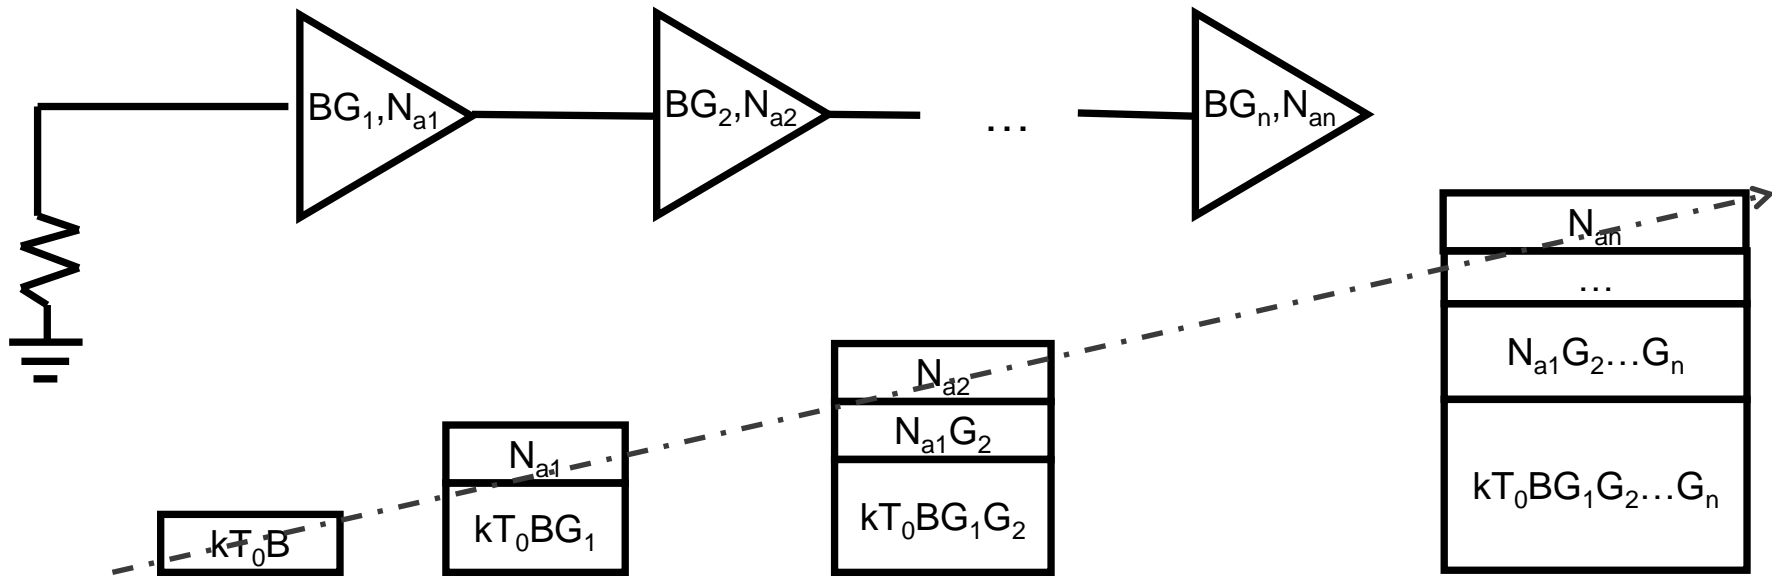 BG₁,Nₐ₁
BG₂,Nₐ₂
...
BGₙ,Nₐₙ
Nₐₙ
...
Nₐ₁G₂...Gₙ
kT₀BG₁G₂...Gₙ
Nₐ₂
Nₐ₁G₂
kT₀BG₁G₂
Nₐ₁
kT₀BG₁
kT₀B